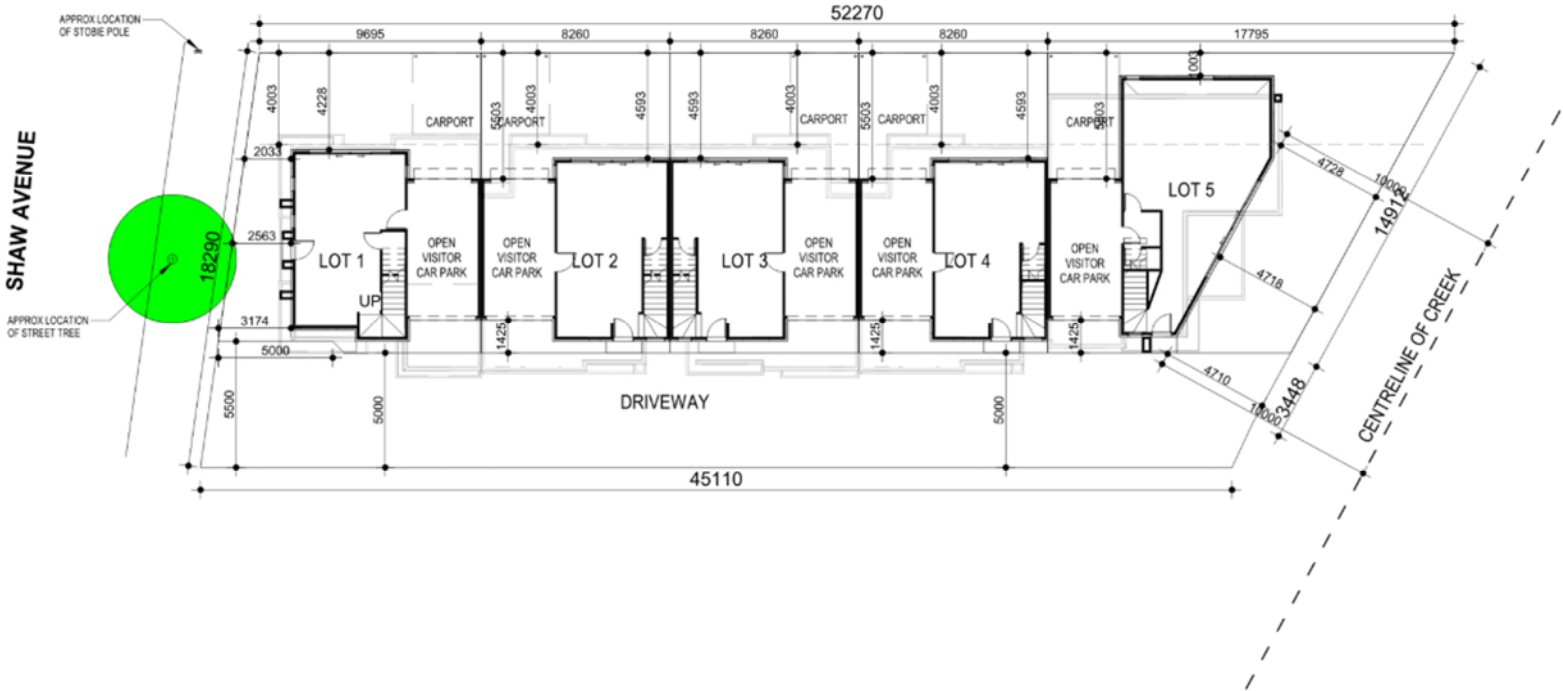 APPROX LOCATION
OF STOBIE POLE
52270
9695
8260
8260
8260
17795
4003
4228
5503
4003
4593
4593
4003
5503
4003
4593
5503
1003
CARPORT
CARPORT
CARPORT
CARPORT
CARPORT
SHAW AVENUE
2033
2563
18290
3174
5000
5500
APPROX LOCATION
OF STREET TREE
LOT 1
UP
OPEN
VISITOR
CAR PARK
OPEN
VISITOR
CAR PARK
LOT 2
LOT 3
OPEN
VISITOR
CAR PARK
OPEN
VISITOR
CAR PARK
LOT 4
OPEN
VISITOR
CAR PARK
LOT 5
4728
10000
14912
4718
4710
10000
3448
CENTRELINE OF CREEK
1425
1425
1425
5000
5000
DRIVEWAY
45110